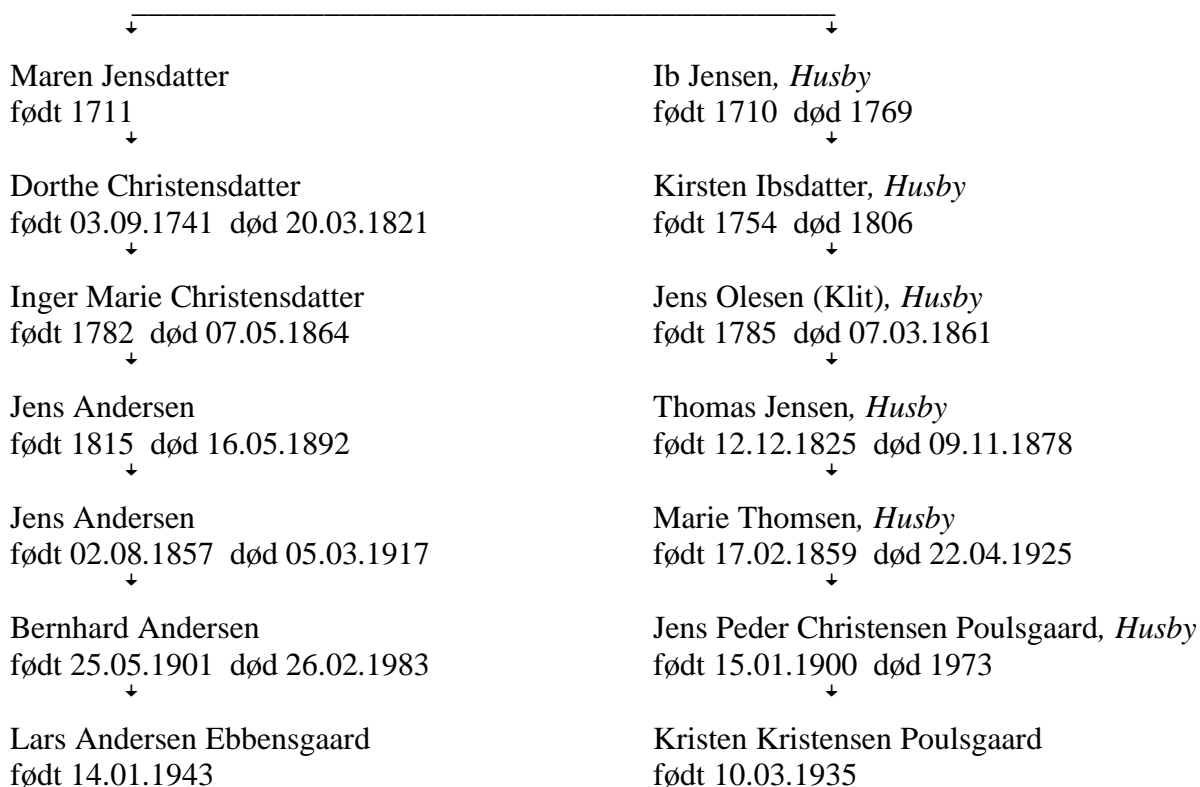 Maren Jensdatter
født 1711
Ib Jensen, Husby
født 1710 død 1769
Dorthe Christensdatter
født 03.09.1741 død 20.03.1821
Kirsten Ibsdatter, Husby
født 1754 død 1806
Inger Marie Christensdatter
født 1782 død 07.05.1864
Jens Olesen (Klit), Husby
født 1785 død 07.03.1861
Jens Andersen
født 1815 død 16.05.1892
Thomas Jensen, Husby
født 12.12.1825 død 09.11.1878
Jens Andersen
født 02.08.1857 død 05.03.1917
Marie Thomsen, Husby
født 17.02.1859 død 22.04.1925
Bernhard Andersen
født 25.05.1901 død 26.02.1983
Jens Peder Christensen Poulsgaard, Husby
født 15.01.1900 død 1973
Lars Andersen Ebbensgaard
født 14.01.1943
Kristen Kristensen Poulsgaard
født 10.03.1935